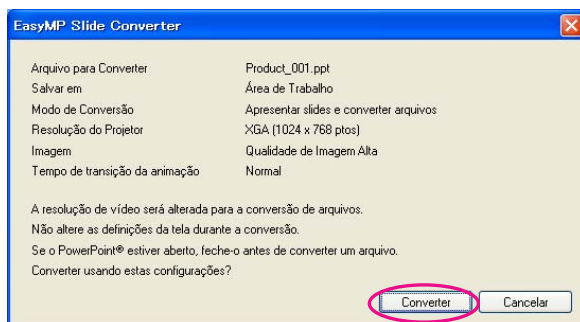 EasyMP Slide Converter
Arquivo para Converter Product_001.ppt
Salvar em Área de Trabalho
Modo de Conversão Apresentar slides e converter arquivos
Resolução do Projetor XGA (1024 x 768 ptos)
Imagem Qualidade de Imagem Alta
Tempo de transição da animação Normal
A resolução de vídeo será alterada para a conversão de arquivos.
Não altere as definições da tela durante a conversão.
Se o PowerPoint® estiver aberto, feche-o antes de converter um arquivo.
Converter usando estas configurações?
Converter Cancelar